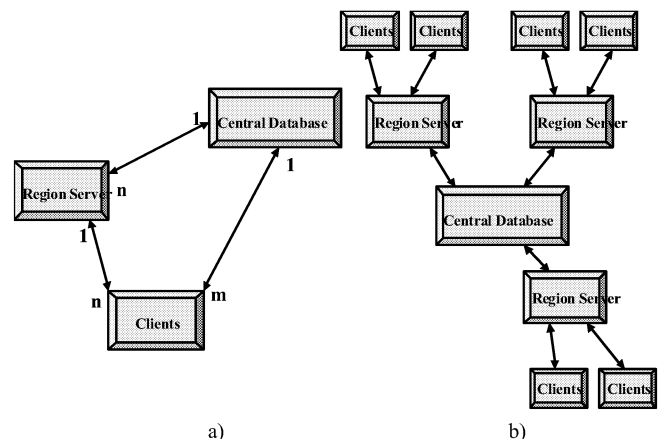 Clients Clients
Clients Clients
1 Central Database
1
Region Server n
1
n
m
Clients
a)
Region Server
Region Server
Central Database
Region Server
Clients Clients
b)